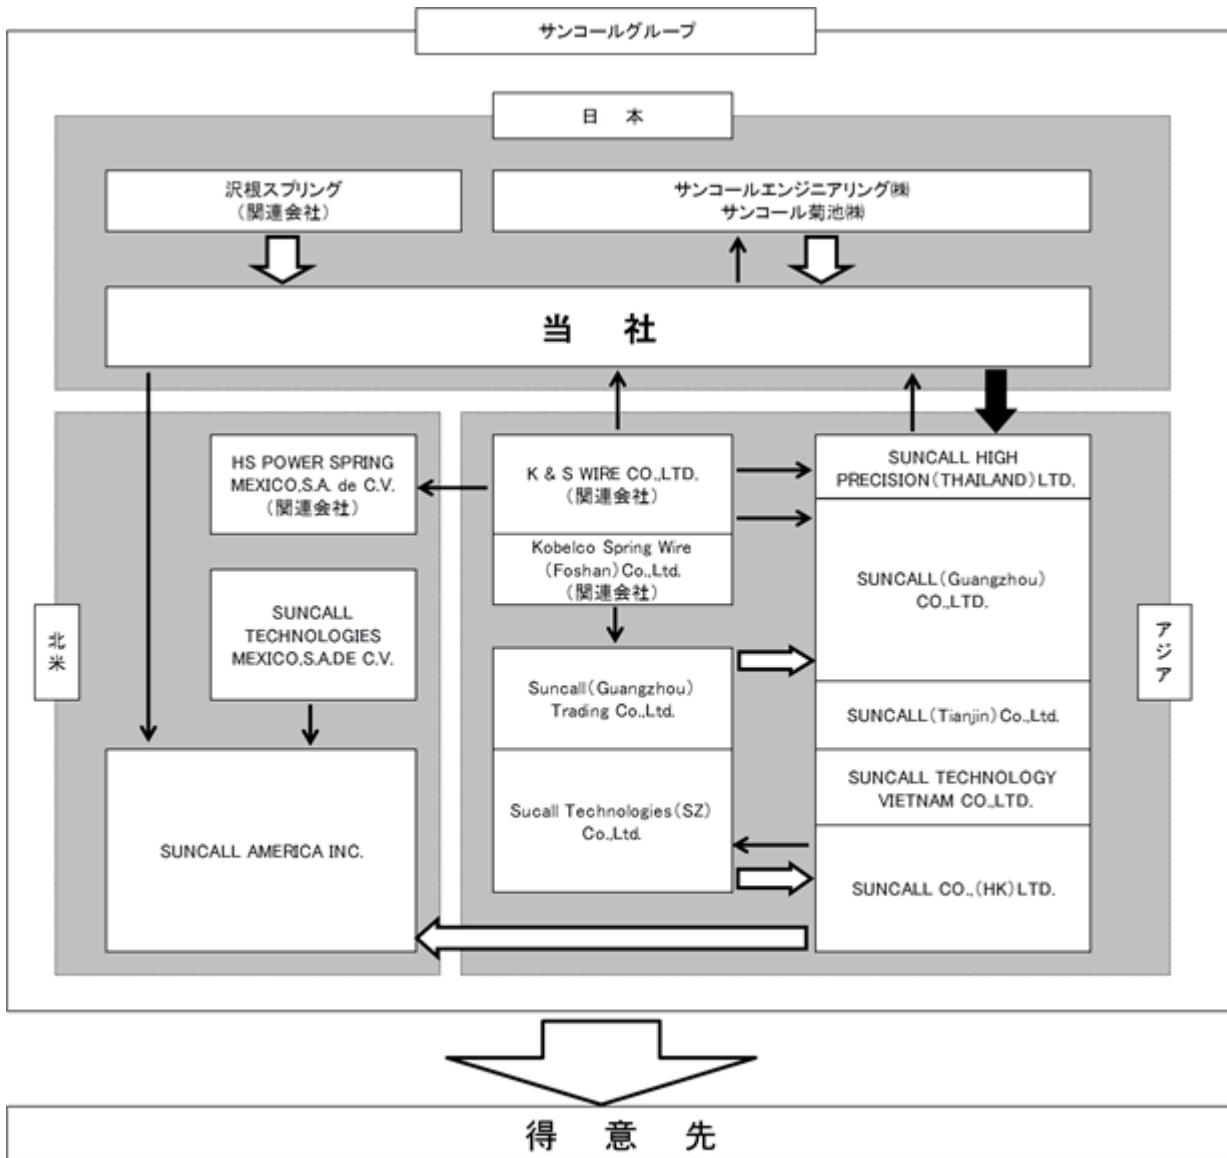 サンコールグループ
日 本
沢根スプリング
（関連会社）
サンコールエンジニアリング㈱
サンコール菊池㈱
当 社
北米
HS POWER SPRING
MEXICO,S.A. de C.V.
（関連会社）
SUNCALL
TECHNOLOGIES
MEXICO,S.A.DE C.V.
SUNCALL AMERICA INC.
K & S WIRE CO.,LTD.
（関連会社）
Kobelco Spring Wire
(Foshan)Co.,Ltd.
（関連会社）
Suncall(Guangzhou)
Trading Co.,Ltd.
Sucall Technologies(SZ)
Co.,Ltd.
SUNCALL HIGH
PRECISION(THAILAND)LTD.
SUNCALL(Guangzhou)
CO.,LTD.
SUNCALL(Tianjin)Co.,Ltd.
SUNCALL TECHNOLOGY
VIETNAM CO.,LTD.
SUNCALL CO.,(HK)LTD.
アジア
得 意 先